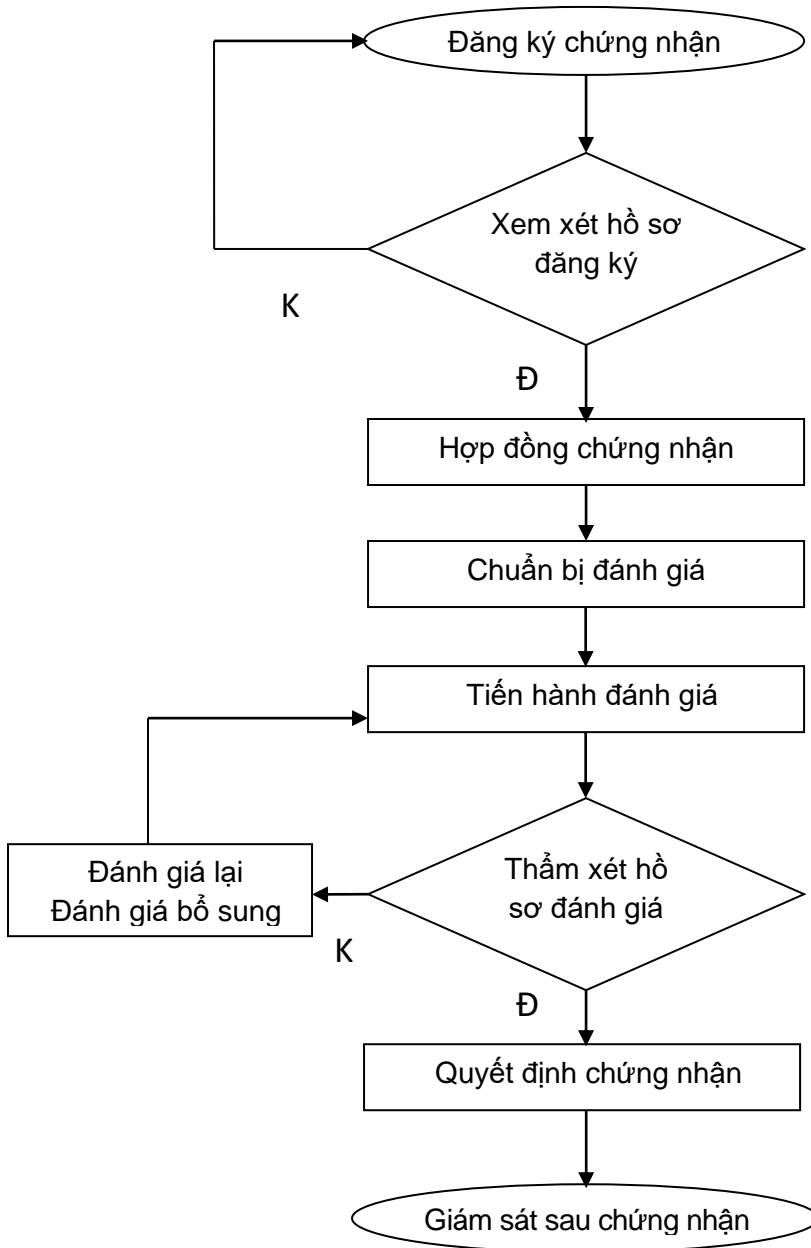 Đăng ký chứng nhận
Xem xét hồ sơ
đăng ký
K
Đ
Hợp đồng chứng nhận
Chuẩn bị đánh giá
Tiến hành đánh giá
Thẩm xét hồ
sơ đánh giá
Đánh giá lại
Đánh giá bổ sung
K
Đ
Quyết định chứng nhận
Giám sát sau chứng nhận